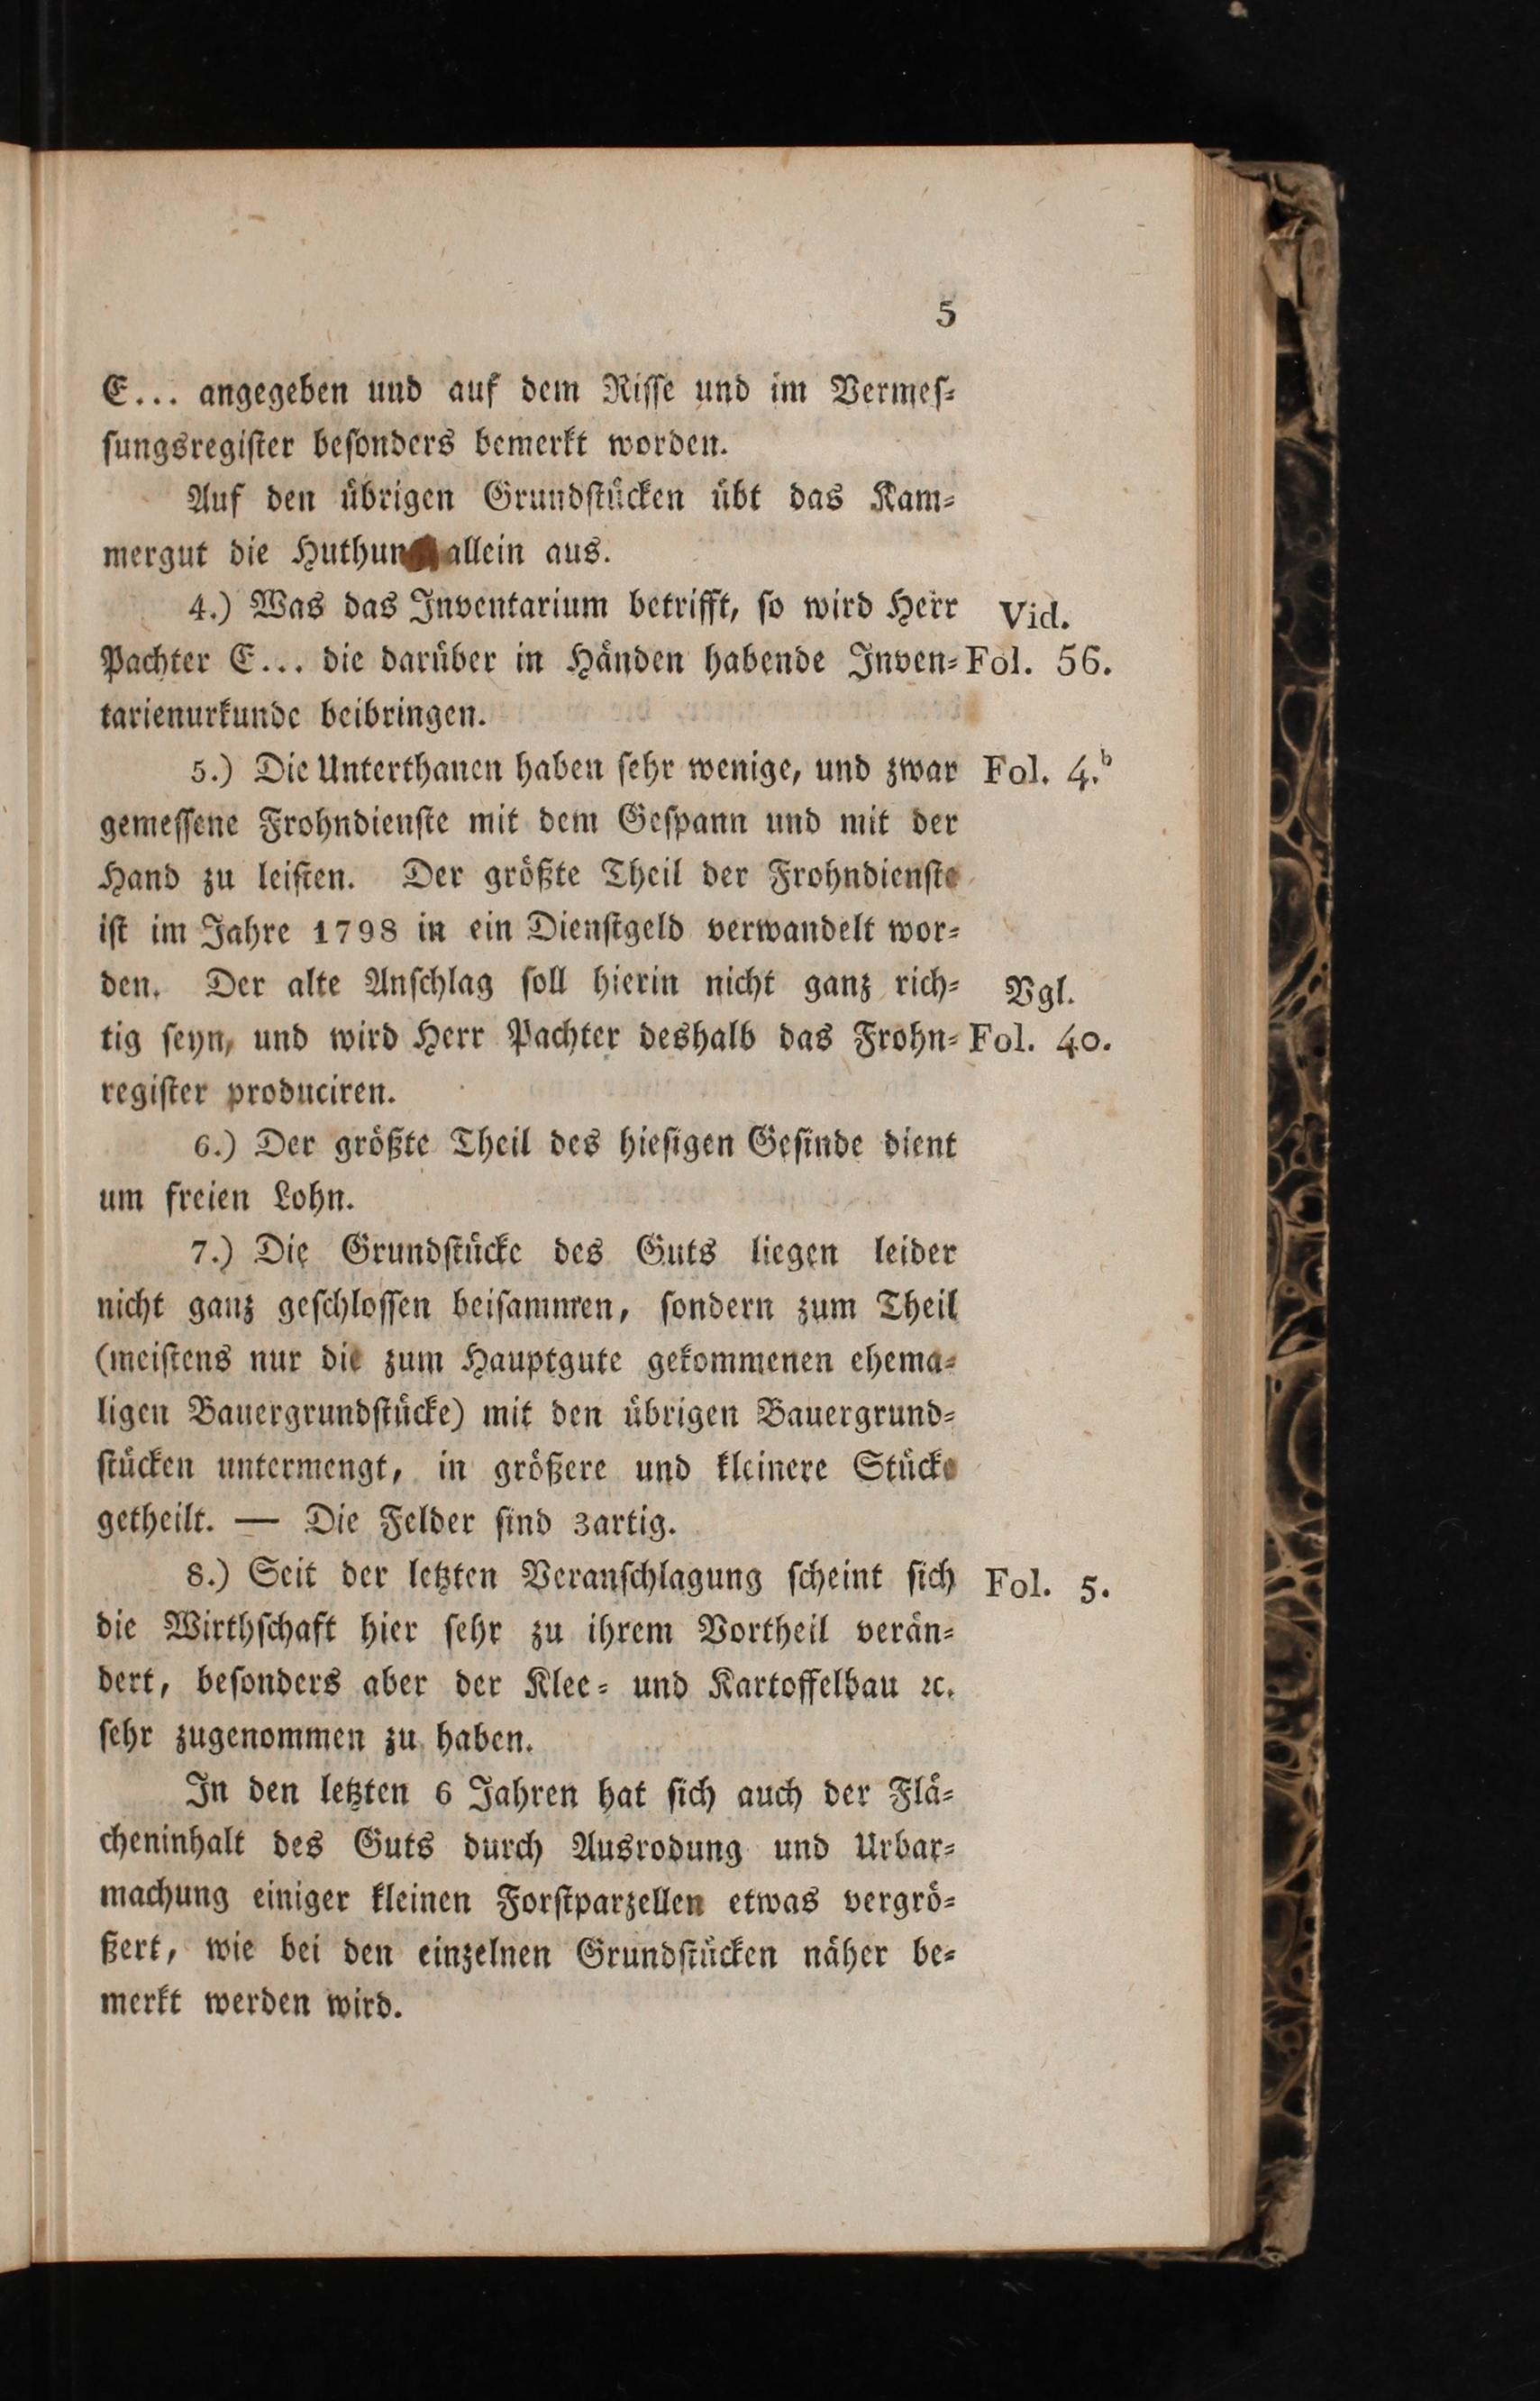 5
E... angegeben und auf dem Riſſe und im Vermeſ⸗
ſungsregiſter beſonders bemerkt worden.
Auf den übrigen Grundſtücken übt das Kam⸗
mergut die Huthung allein aus.
4.) Was das Inventarium betrifft, ſo wird Herr Vid.
Pachter E... die darüber in Händen habende Inven⸗ Fol. 56.
tarienurkunde beibringen.
5.) Die Unterthanen haben ſehr wenige, und zwar Fol. 4.b
gemeſſene Frohndienſte mit dem Geſpann und mit der
Hand zu leiſten. Der größte Theil der Frohndienſte
iſt im Jahre 1798 in ein Dienſtgeld verwandelt wor⸗
den. Der alte Anſchlag ſoll hierin nicht ganz rich⸗ Vgl.
tig ſeyn, und wird Herr Pachter deshalb das Frohn⸗ Fol. 40.
regiſter produciren.
6.) Der größte Theil des hieſigen Geſinde dient
um freien Lohn.
7.) Die Grundſtücke des Guts liegen leider
nicht ganz geſchloſſen beiſammen, ſondern zum Theil
(meiſtens nur die zum Hauptgute gekommenen ehema⸗
ligen Bauergrundſtücke) mit den übrigen Bauergrund⸗
ſtücken untermengt, in größere und kleinere Stücke
getheilt. — Die Felder ſind 3artig.
8.) Seit der letzten Veranſchlagung ſcheint ſich Fol. 5.
die Wirthſchaft hier ſehr zu ihrem Vortheil verän⸗
dert, beſonders aber der Klee⸗ und Kartoffelbau ꝛc.
ſehr zugenommen zu haben.
In den letzten 6 Jahren hat ſich auch der Flä⸗
cheninhalt des Guts durch Ausrodung und Urbar⸗
machung einiger kleinen Forſtparzellen etwas vergrö⸗
ßert, wie bei den einzelnen Grundſtücken näher be⸗
merkt werden wird.